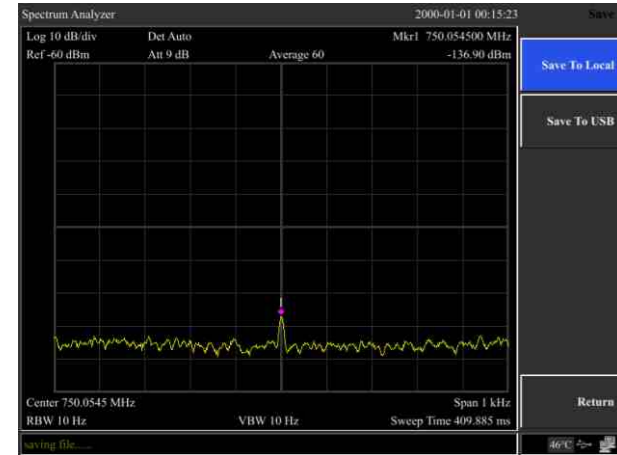 Spectrum Analyzer 2000-01-01 00:15:23 Save
Log 10 dB/div Det Auto Mkr1 750.054500 MHz
Ref -60 dBm Att 9 dB Average 60 -136.90 dBm
Save To Local
Save To USB
1
Center 750.0545 MHz Span 1 kHz
Return
RBW 10 Hz VBW 10 Hz Sweep Time 409.885 ms
saving file......
46°C